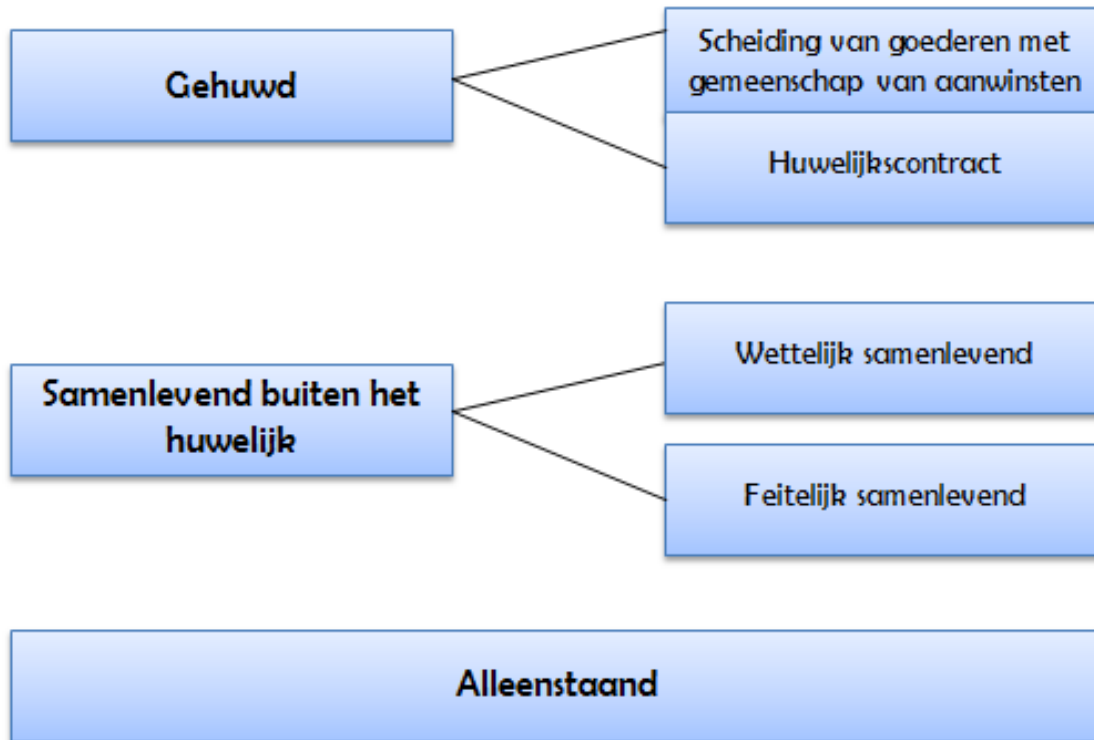 Gehuwd
Scheiding van goederen met
gemeenschap van aanwinsten
Huwelijkscontract
Samenlevend buiten het
huwelijk
Wettelijk samenlevend
Feitelijk samenlevend
Alleenstaand